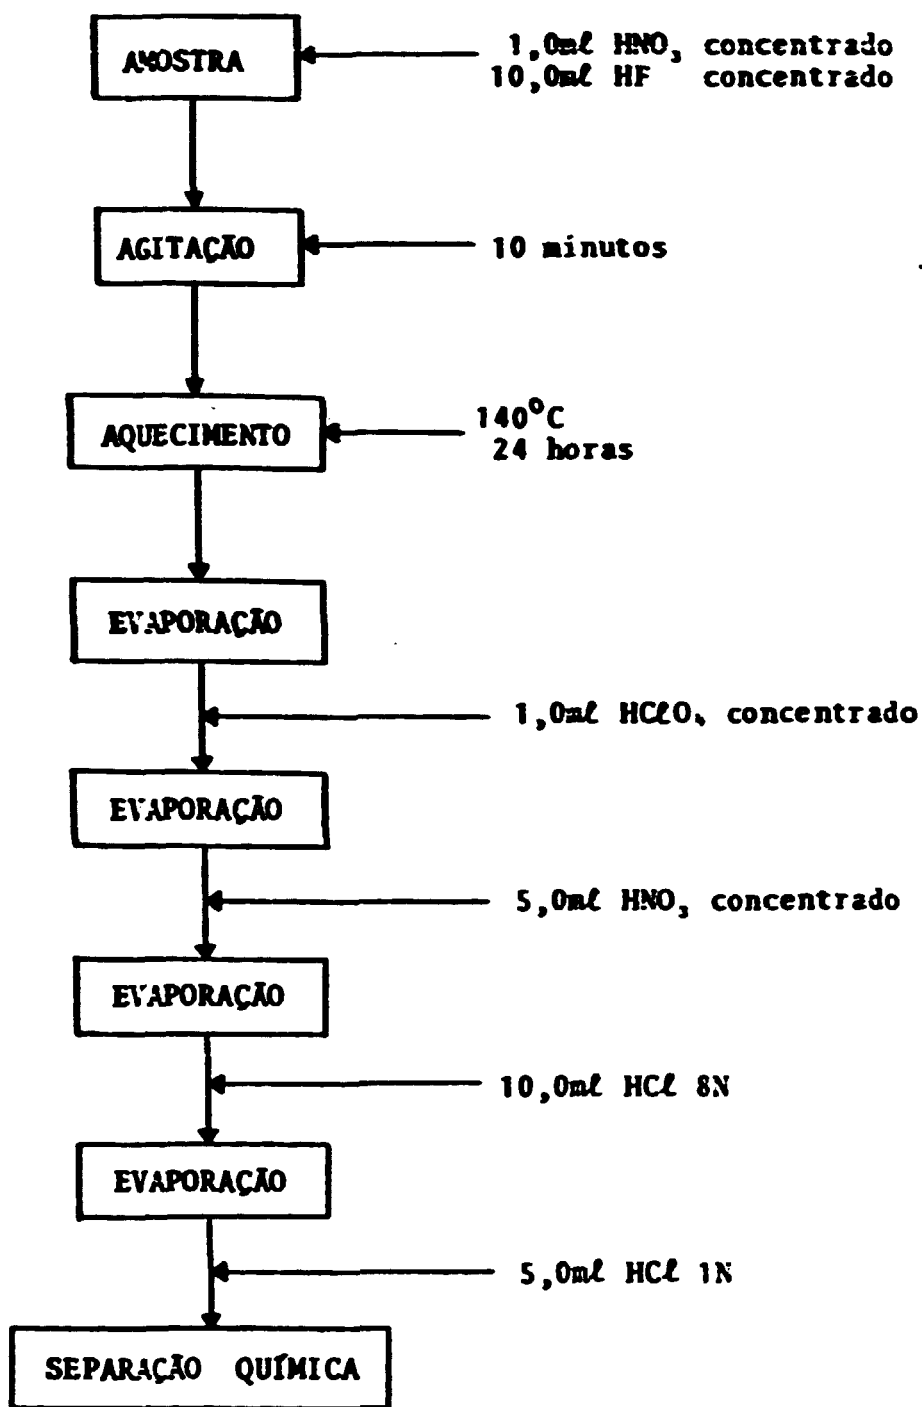 AMOSTRA
1,0mℓ HNO₃ concentrado
10,0mℓ HF concentrado
AGITAÇÃO
10 minutos
AQUECIMENTO
140°C
24 horas
EVAPORAÇÃO
1,0mℓ HCℓO₄ concentrado
EVAPORAÇÃO
5,0mℓ HNO₃ concentrado
EVAPORAÇÃO
10,0mℓ HCℓ 8N
EVAPORAÇÃO
5,0mℓ HCℓ 1N
SEPARAÇÃO QUÍMICA